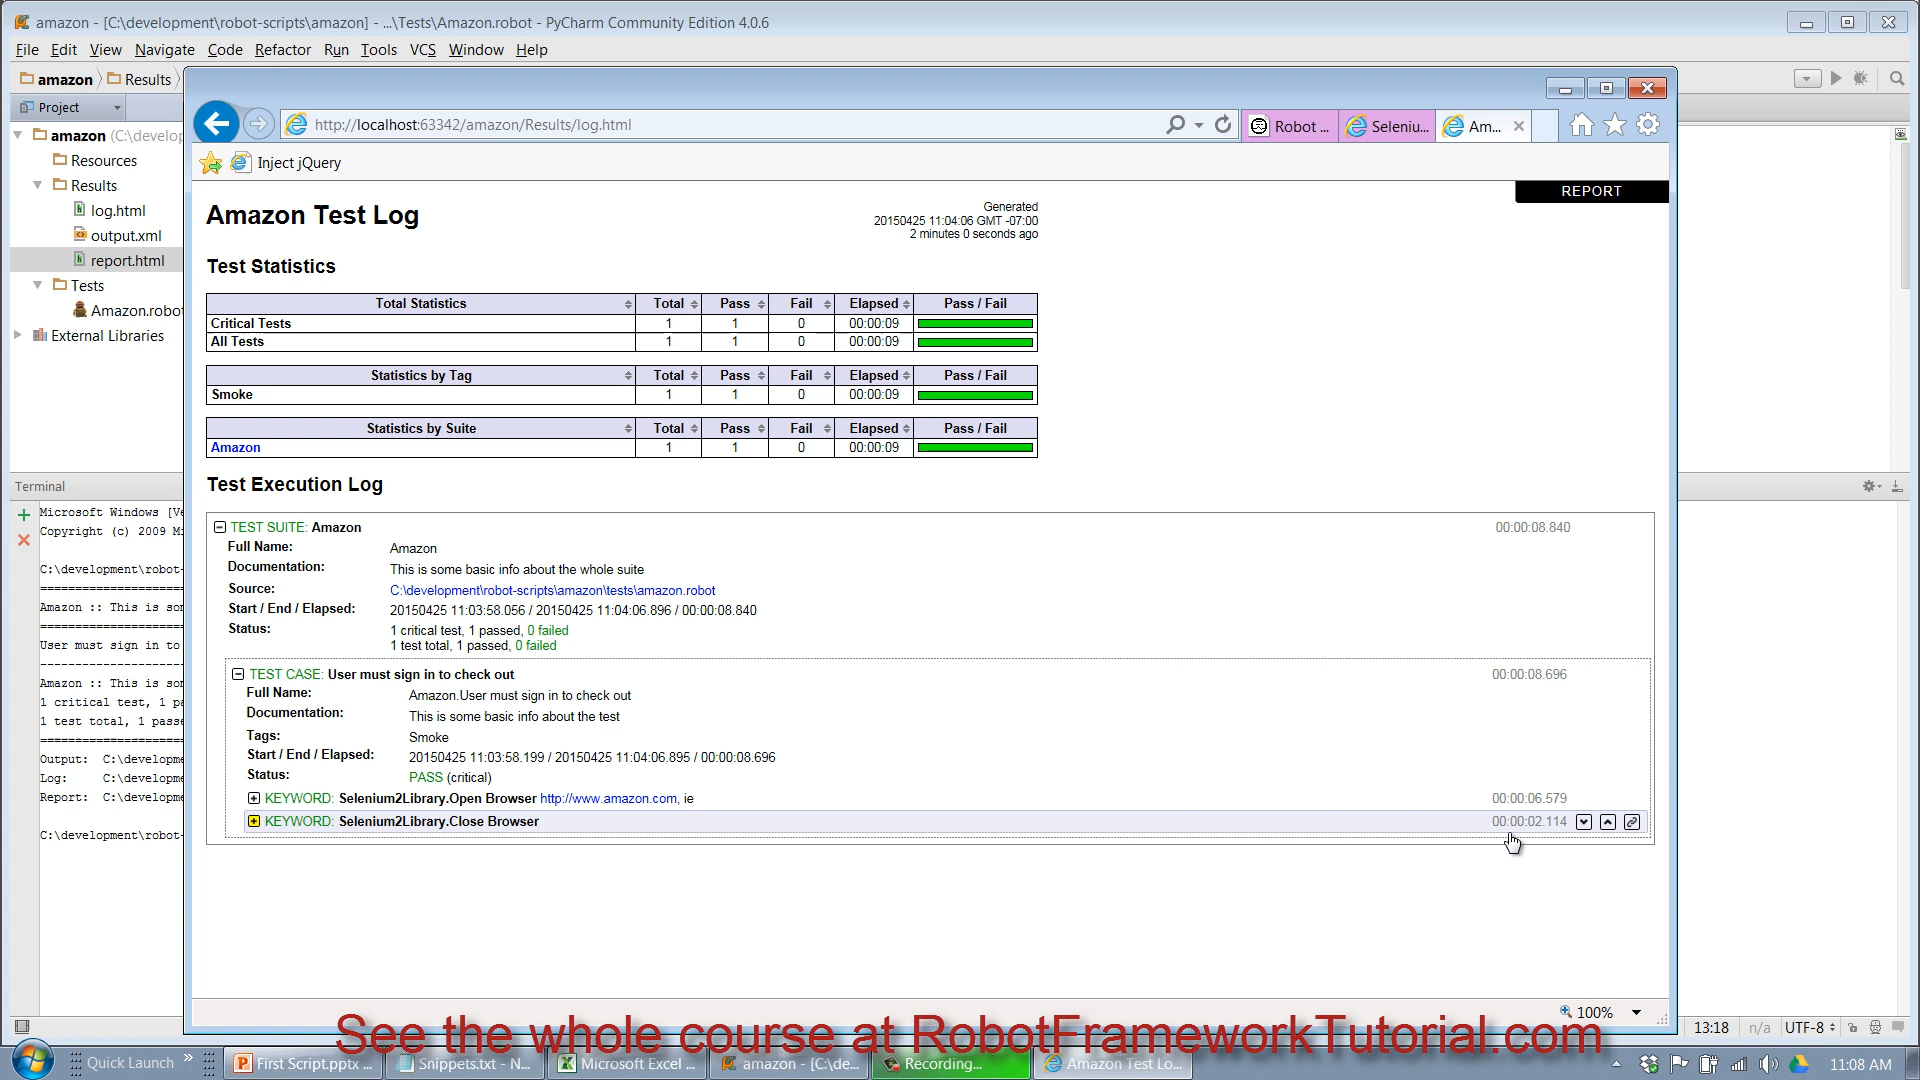 amazon - [C:\development\robot-scripts\amazon] - ...\Tests\Amazon.robot - PyCharm Community Edition 4.0.6
File Edit View Navigate Code Refactor Run Tools VCS Window Help
amazon Results
Project
amazon (C:\develop
Resources
Results
log.html
output.xml
report.html
Tests
Amazon.robot
External Libraries
http://localhost:63342/amazon/Results/log.html
Robot ...
Seleniu...
Am...
Inject jQuery
REPORT
Amazon Test Log
Generated
20150425 11:04:06 GMT -07:00
2 minutes 0 seconds ago
Test Statistics
Total Statistics Total Pass Fail Elapsed Pass / Fail
Critical Tests 1 1 0 00:00:09
All Tests 1 1 0 00:00:09
Statistics by Tag Total Pass Fail Elapsed Pass / Fail
Smoke 1 1 0 00:00:09
Statistics by Suite Total Pass Fail Elapsed Pass / Fail
Amazon 1 1 0 00:00:09
Test Execution Log
TEST SUITE: Amazon 00:00:08.840
Full Name: Amazon
Documentation: This is some basic info about the whole suite
Source: C:\development\robot-scripts\amazon\tests\amazon.robot
Start / End / Elapsed: 20150425 11:03:58.056 / 20150425 11:04:06.896 / 00:00:08.840
Status: 1 critical test, 1 passed, 0 failed
1 test total, 1 passed, 0 failed
TEST CASE: User must sign in to check out 00:00:08.696
Full Name: Amazon.User must sign in to check out
Documentation: This is some basic info about the test
Tags: Smoke
Start / End / Elapsed: 20150425 11:03:58.199 / 20150425 11:04:06.895 / 00:00:08.696
Status: PASS (critical)
KEYWORD: Selenium2Library.Open Browser http://www.amazon.com, ie 00:00:06.579
KEYWORD: Selenium2Library.Close Browser 00:00:02.114
100%
Terminal
Microsoft Windows [Ve
Copyright (c) 2009 Mi
C:\development\robot-
Amazon :: This is som
User must sign in to
Amazon :: This is som
1 critical test, 1 pa
1 test total, 1 passe
Output: C:\developme
Log: C:\developme
Report: C:\developme
C:\development\robot-
13:18 n/a UTF-8
See the whole course at RobotFrameworkTutorial.com
Quick Launch
First Script.pptx ...
Snippets.txt - N...
Microsoft Excel ...
amazon - [C:\de...
Recording...
Amazon Test Lo...
11:08 AM